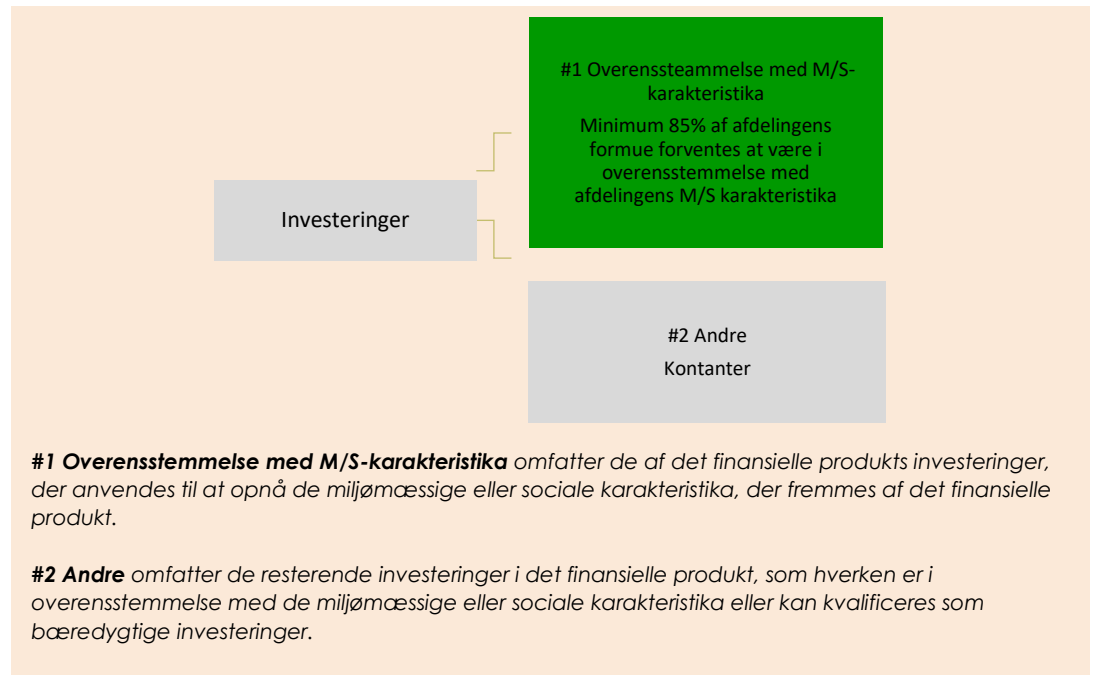 #1 Overenssteammelse med M/S-
karakteristika
Minimum 85% af afdelingens
formue forventes at være i
overensstemmelse med
afdelingens M/S karakteristika
Investeringer
#2 Andre
Kontanter
#1 Overensstemmelse med M/S-karakteristika omfatter de af det finansielle produkts investeringer,
der anvendes til at opnå de miljømæssige eller sociale karakteristika, der fremmes af det finansielle
produkt.
#2 Andre omfatter de resterende investeringer i det finansielle produkt, som hverken er i
overensstemmelse med de miljømæssige eller sociale karakteristika eller kan kvalificeres som
bæredygtige investeringer.